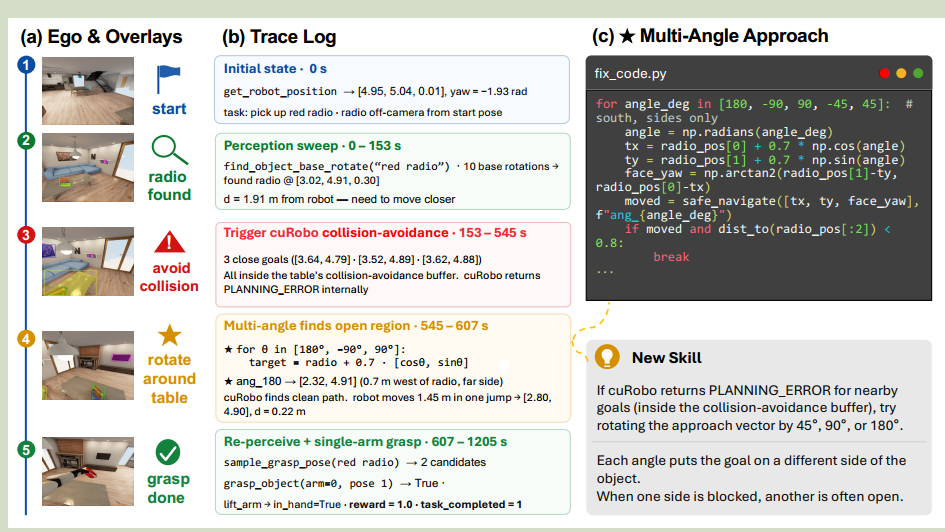 (a) Ego & Overlays
1
start
2
radio
found
3
avoid
collision
4
rotate
around
table
5
grasp
done
(b) Trace Log
Initial state · 0 s
get_robot_position → [4.95, 5.04, 0.01], yaw = −1.93 rad
task: pick up red radio · radio off-camera from start pose
Perception sweep · 0 – 153 s
find_object_base_rotate(“red radio”) · 10 base rotations →
found radio @ [3.02, 4.91, 0.30]
d = 1.91 m from robot — need to move closer
Trigger cuRobo collision-avoidance · 153 – 545 s
3 close goals ([3.64, 4.79] · [3.52, 4.89] · [3.62, 4.88])
All inside the table's collision-avoidance buffer. cuRobo returns
PLANNING_ERROR internally
Multi-angle finds open region · 545 – 607 s
★ for θ in [180°, −90°, 90°]:
target = radio + 0.7 · [cosθ, sinθ]
★ ang_180 → [2.32, 4.91] (0.7 m west of radio, far side)
cuRobo finds clean path. robot moves 1.45 m in one jump → [2.80,
4.90], d = 0.22 m
Re-perceive + single-arm grasp · 607 – 1205 s
sample_grasp_pose(red radio) → 2 candidates
grasp_object(arm=0, pose 1) → True ·
lift_arm → in_hand=True · reward = 1.0 · task_completed = 1
(c) ★ Multi-Angle Approach
fix_code.py
for angle_deg in [180, -90, 90, -45, 45]: #
south, sides only
angle = np.radians(angle_deg)
tx = radio_pos[0] + 0.7 * np.cos(angle)
ty = radio_pos[1] + 0.7 * np.sin(angle)
face_yaw = np.arctan2(radio_pos[1]-ty,
radio_pos[0]-tx)
moved = safe_navigate([tx, ty, face_yaw],
f"ang_{angle_deg}")
if moved and dist_to(radio_pos[:2]) <
0.8:
break
...
New Skill
If cuRobo returns PLANNING_ERROR for nearby
goals (inside the collision-avoidance buffer), try
rotating the approach vector by 45°, 90°, or 180°.
Each angle puts the goal on a different side of the
object.
When one side is blocked, another is often open.